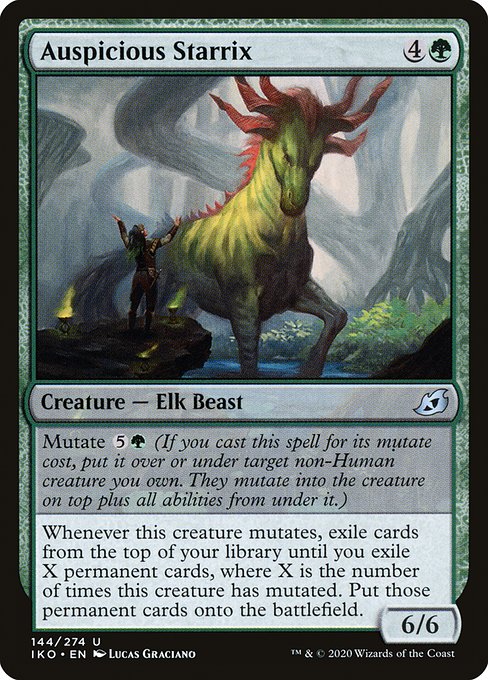 Auspicious Starrix 4
Creature — Elk Beast
Mutate 5 (If you cast this spell for its mutate
cost, put it over or under target non-Human
creature you own. They mutate into the creature
on top plus all abilities from under it.)
Whenever this creature mutates, exile cards
from the top of your library until you exile
X permanent cards, where X is the number
of times this creature has mutated. Put those
permanent cards onto the battlefield.
6/6
144/274 U
IKO • EN Lucas Graciano
™ & © 2020 Wizards of the Coast